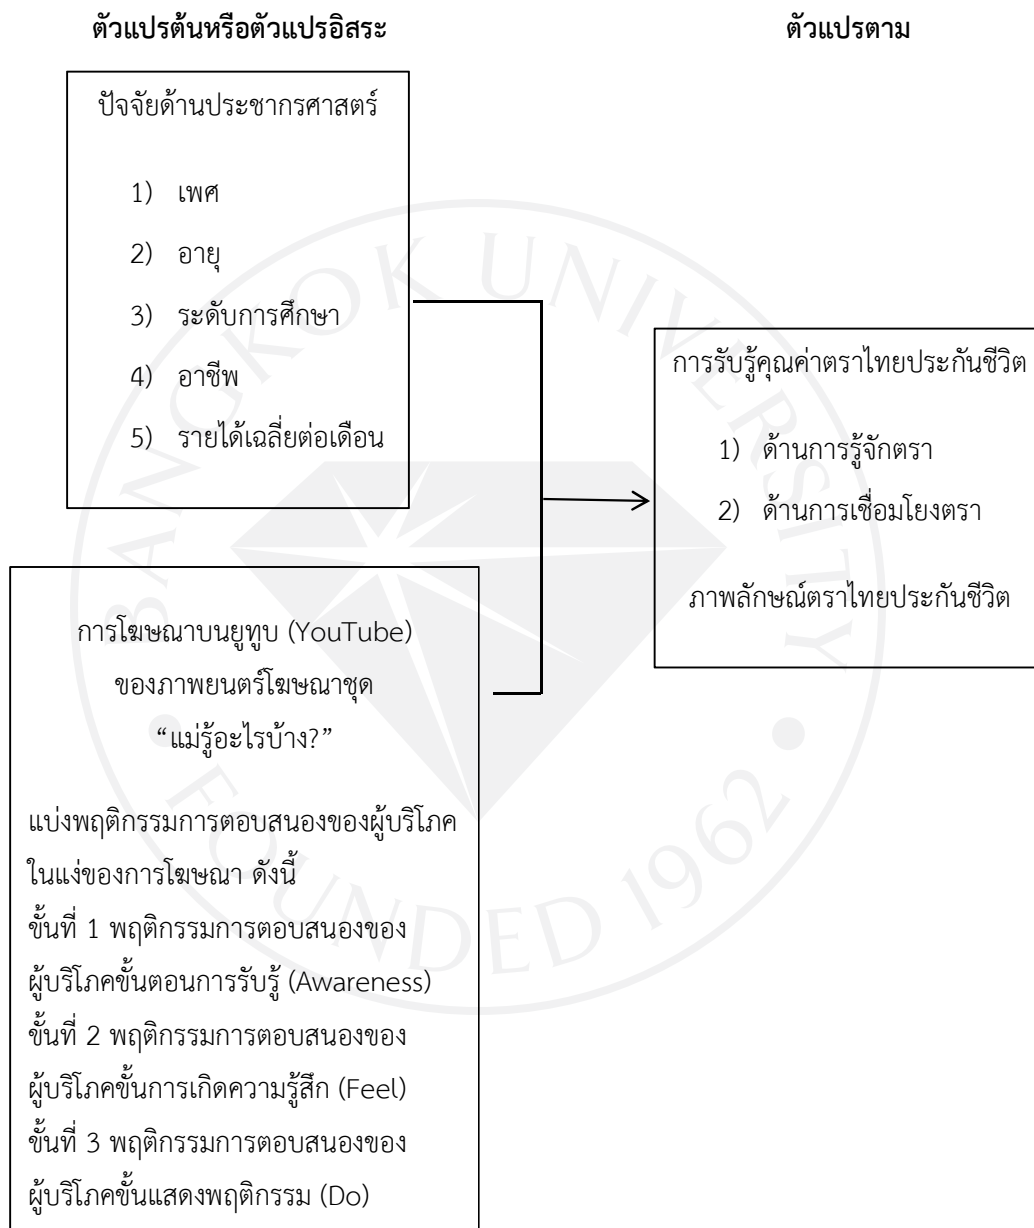 ตัวแปรต้นหรือตัวแปรอิสระ
ตัวแปรตาม
ปัจจัยด้านประชากรศาสตร์
1) เพศ
2) อายุ
3) ระดับการศึกษา
4) อาชีพ
5) รายได้เฉลี่ยต่อเดือน
การโฆษณาบนยูทูบ (YouTube)
ของภาพยนตร์โฆษณาชุด
“แม่รู้อะไรบ้าง?”
แบ่งพฤติกรรมการตอบสนองของผู้บริโภค
ในแง่ของการโฆษณา ดังนี้
ขั้นที่ 1 พฤติกรรมการตอบสนองของ
ผู้บริโภคขั้นตอนการรับรู้ (Awareness)
ขั้นที่ 2 พฤติกรรมการตอบสนองของ
ผู้บริโภคขั้นการเกิดความรู้สึก (Feel)
ขั้นที่ 3 พฤติกรรมการตอบสนองของ
ผู้บริโภคขั้นแสดงพฤติกรรม (Do)
การรับรู้คุณค่าตราไทยประกันชีวิต
1) ด้านการรู้จักตรา
2) ด้านการเชื่อมโยงตรา
ภาพลักษณ์ตราไทยประกันชีวิต
BANGKOK UNIVERSITY
FOUNDED 1962